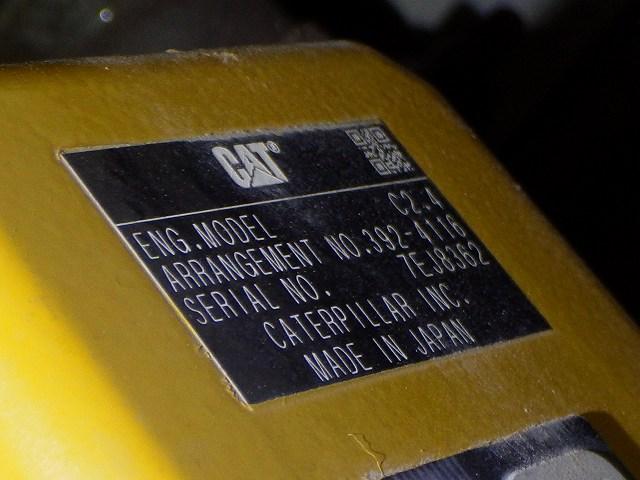 CAT
ENG.MODEL C2.4
ARRANGEMENT NO.392-4116
SERIAL NO. 7EJ8362
CATERPILLAR INC.
MADE IN JAPAN